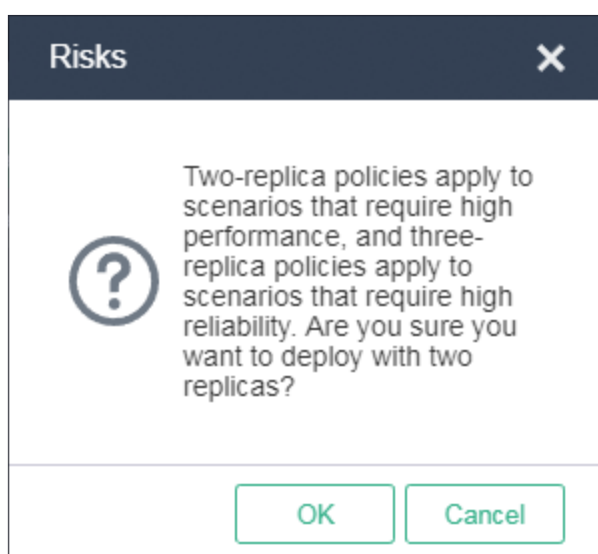 Risks
Two-replica policies apply to
scenarios that require high
performance, and three-
replica policies apply to
scenarios that require high
reliability. Are you sure you
want to deploy with two
replicas?
OK
Cancel